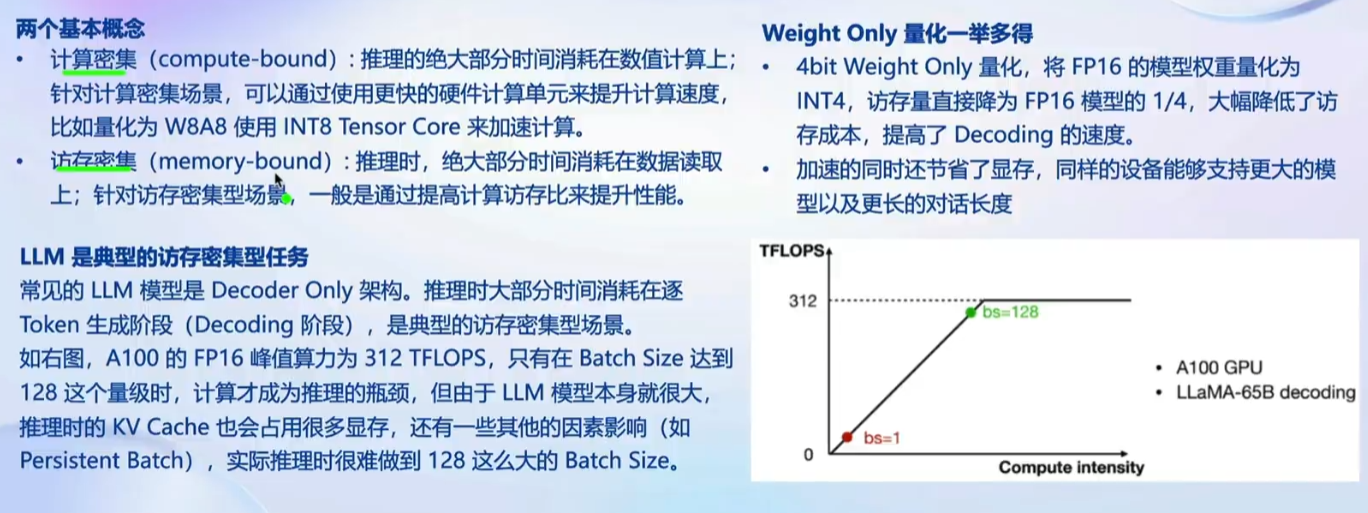 两个基本概念
• 计算密集（compute-bound）: 推理的绝大部分时间消耗在数值计算上；
针对计算密集场景，可以通过使用更快的硬件计算单元来提升计算速度，
比如量化为 W8A8 使用 INT8 Tensor Core 来加速计算。
• 访存密集（memory-bound）: 推理时，绝大部分时间消耗在数据读取
上；针对访存密集型场景，一般是通过提高计算访存比来提升性能。
LLM 是典型的访存密集型任务
常见的 LLM 模型是 Decoder Only 架构。推理时大部分时间消耗在逐
Token 生成阶段（Decoding 阶段），是典型的访存密集型场景。
如右图，A100 的 FP16 峰值算力为 312 TFLOPS，只有在 Batch Size 达到
128 这个量级时，计算才成为推理的瓶颈，但由于 LLM 模型本身就很大，
推理时的 KV Cache 也会占用很多显存，还有一些其他的因素影响（如
Persistent Batch），实际推理时很难做到 128 这么大的 Batch Size。
Weight Only 量化一举多得
• 4bit Weight Only 量化，将 FP16 的模型权重量化为
INT4，访存量直接降为 FP16 模型的 1/4，大幅降低了访
存成本，提高了 Decoding 的速度。
• 加速的同时还节省了显存，同样的设备能够支持更大的模
型以及更长的对话长度
TFLOPS
312
bs=128
• A100 GPU
• LLaMA-65B decoding
bs=1
0
Compute intensity